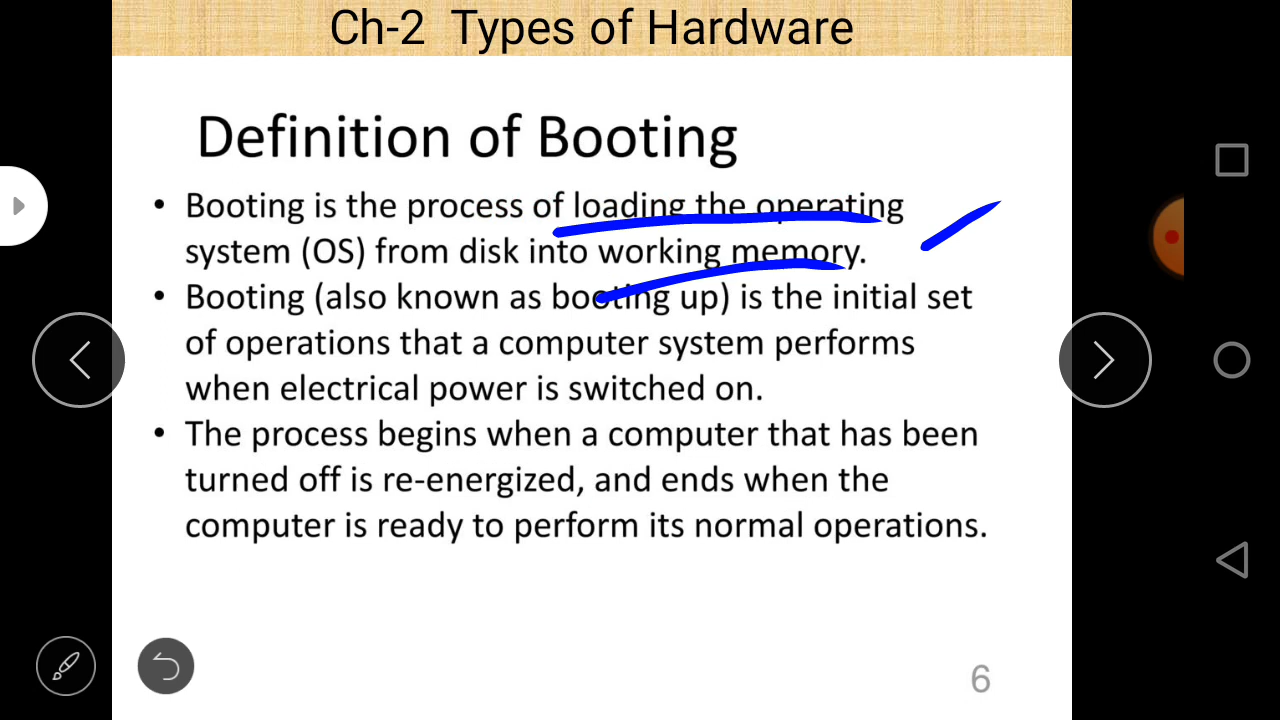 Ch-2 Types of Hardware
Definition of Booting
• Booting is the process of loading the operating
system (OS) from disk into working memory.
• Booting (also known as booting up) is the initial set
of operations that a computer system performs
when electrical power is switched on.
• The process begins when a computer that has been
turned off is re-energized, and ends when the
computer is ready to perform its normal operations.
6